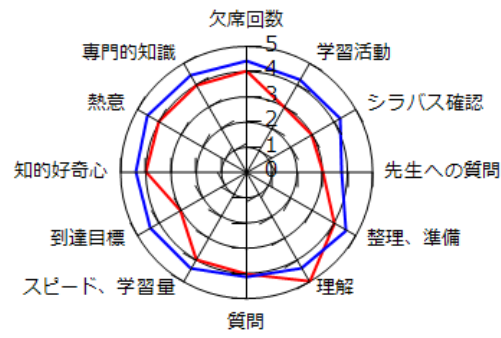 欠席回数
学習活動
シラバス確認
先生への質問
整理、準備
理解
質問
スピード、学習量
到達目標
知的好奇心
熱意
専門的知識
5
4
3
2
1
0